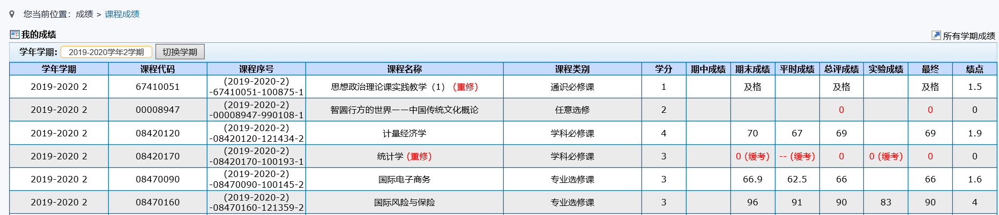 您当前位置：成绩 > 课程成绩
我的成绩 所有学期成绩
学年学期: 2019-2020学年2学期 切换学期
学年学期 课程代码 课程序号 课程名称 课程类别 学分 期中成绩 期末成绩 平时成绩 总评成绩 实验成绩 最终 绩点
2019-2020 2 67410051 (2019-2020-2)-67410051-100875-1 思想政治理论课实践教学（1） (重修) 通识必修课 1 及格 及格 及格 1.5
2019-2020 2 00008947 (2019-2020-2)-00008947-990108-1 智圆行方的世界——中国传统文化概论 任意选修 2 0 0 0
2019-2020 2 08420120 (2019-2020-2)-08420120-121434-2 计量经济学 学科必修课 4 70 67 69 69 1.9
2019-2020 2 08420170 (2019-2020-2)-08420170-100193-1 统计学 (重修) 学科必修课 3 0 (缓考) -- (缓考) 0 0 (缓考) 0 0
2019-2020 2 08470090 (2019-2020-2)-08470090-100145-2 国际电子商务 专业选修课 3 66.9 62.5 66 66 1.6
2019-2020 2 08470160 (2019-2020-2)-08470160-121359-2 国际风险与保险 专业选修课 3 96 91 90 83 90 4